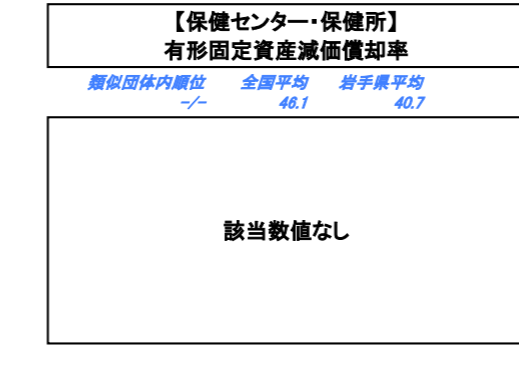 【保健センター・保健所】
有形固定資産減価償却率
類似団体内順位 全国平均 岩手県平均
-/- 46.1 40.7
該当数値なし